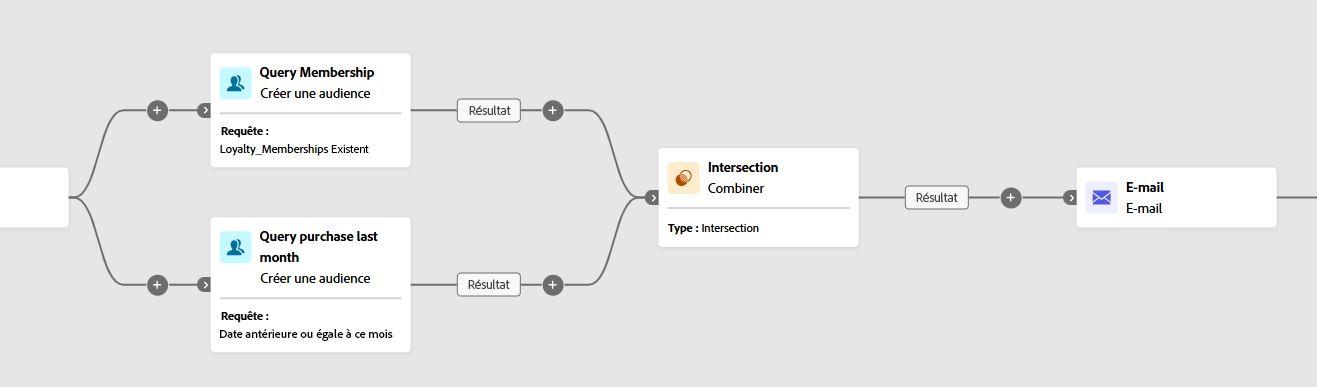 Query Membership
Créer une audience
Requête :
Loyalty_Memberships Existent
Résultat
Query purchase last
month
Créer une audience
Requête :
Date antérieure ou égale à ce mois
Résultat
Intersection
Combiner
Type : Intersection
Résultat
E-mail
E-mail